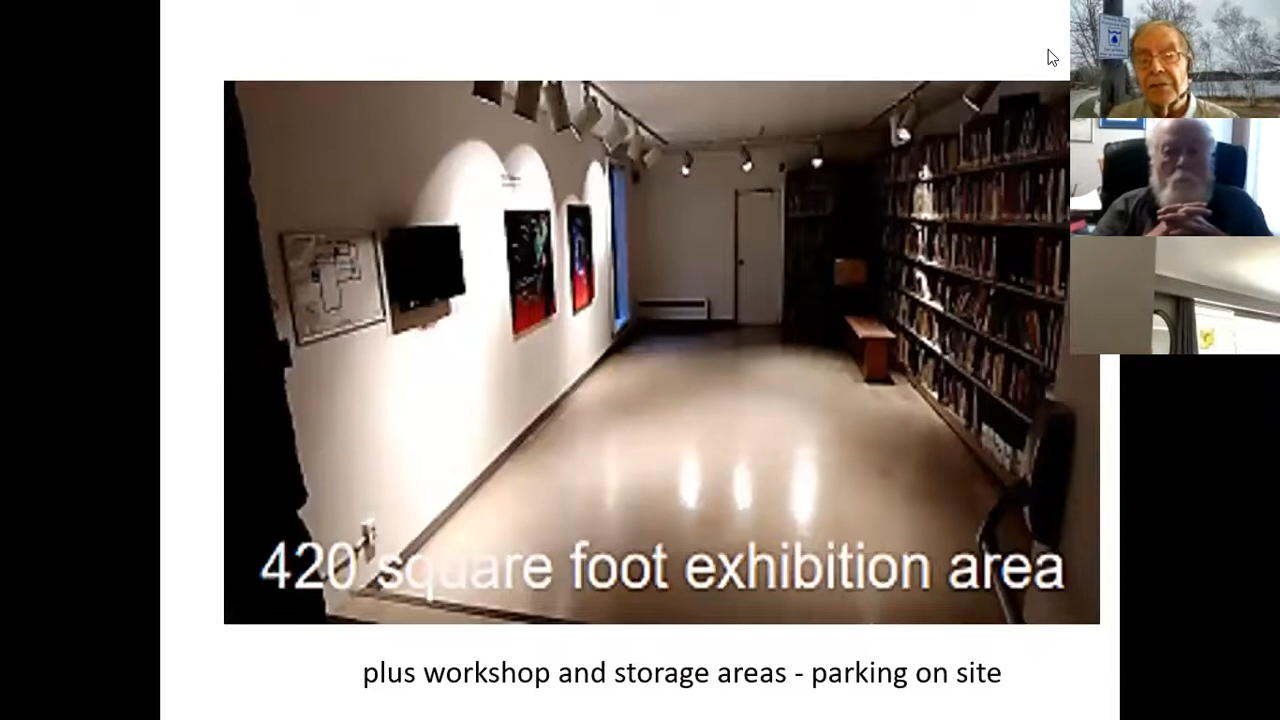 420 square foot exhibition area
plus workshop and storage areas - parking on site